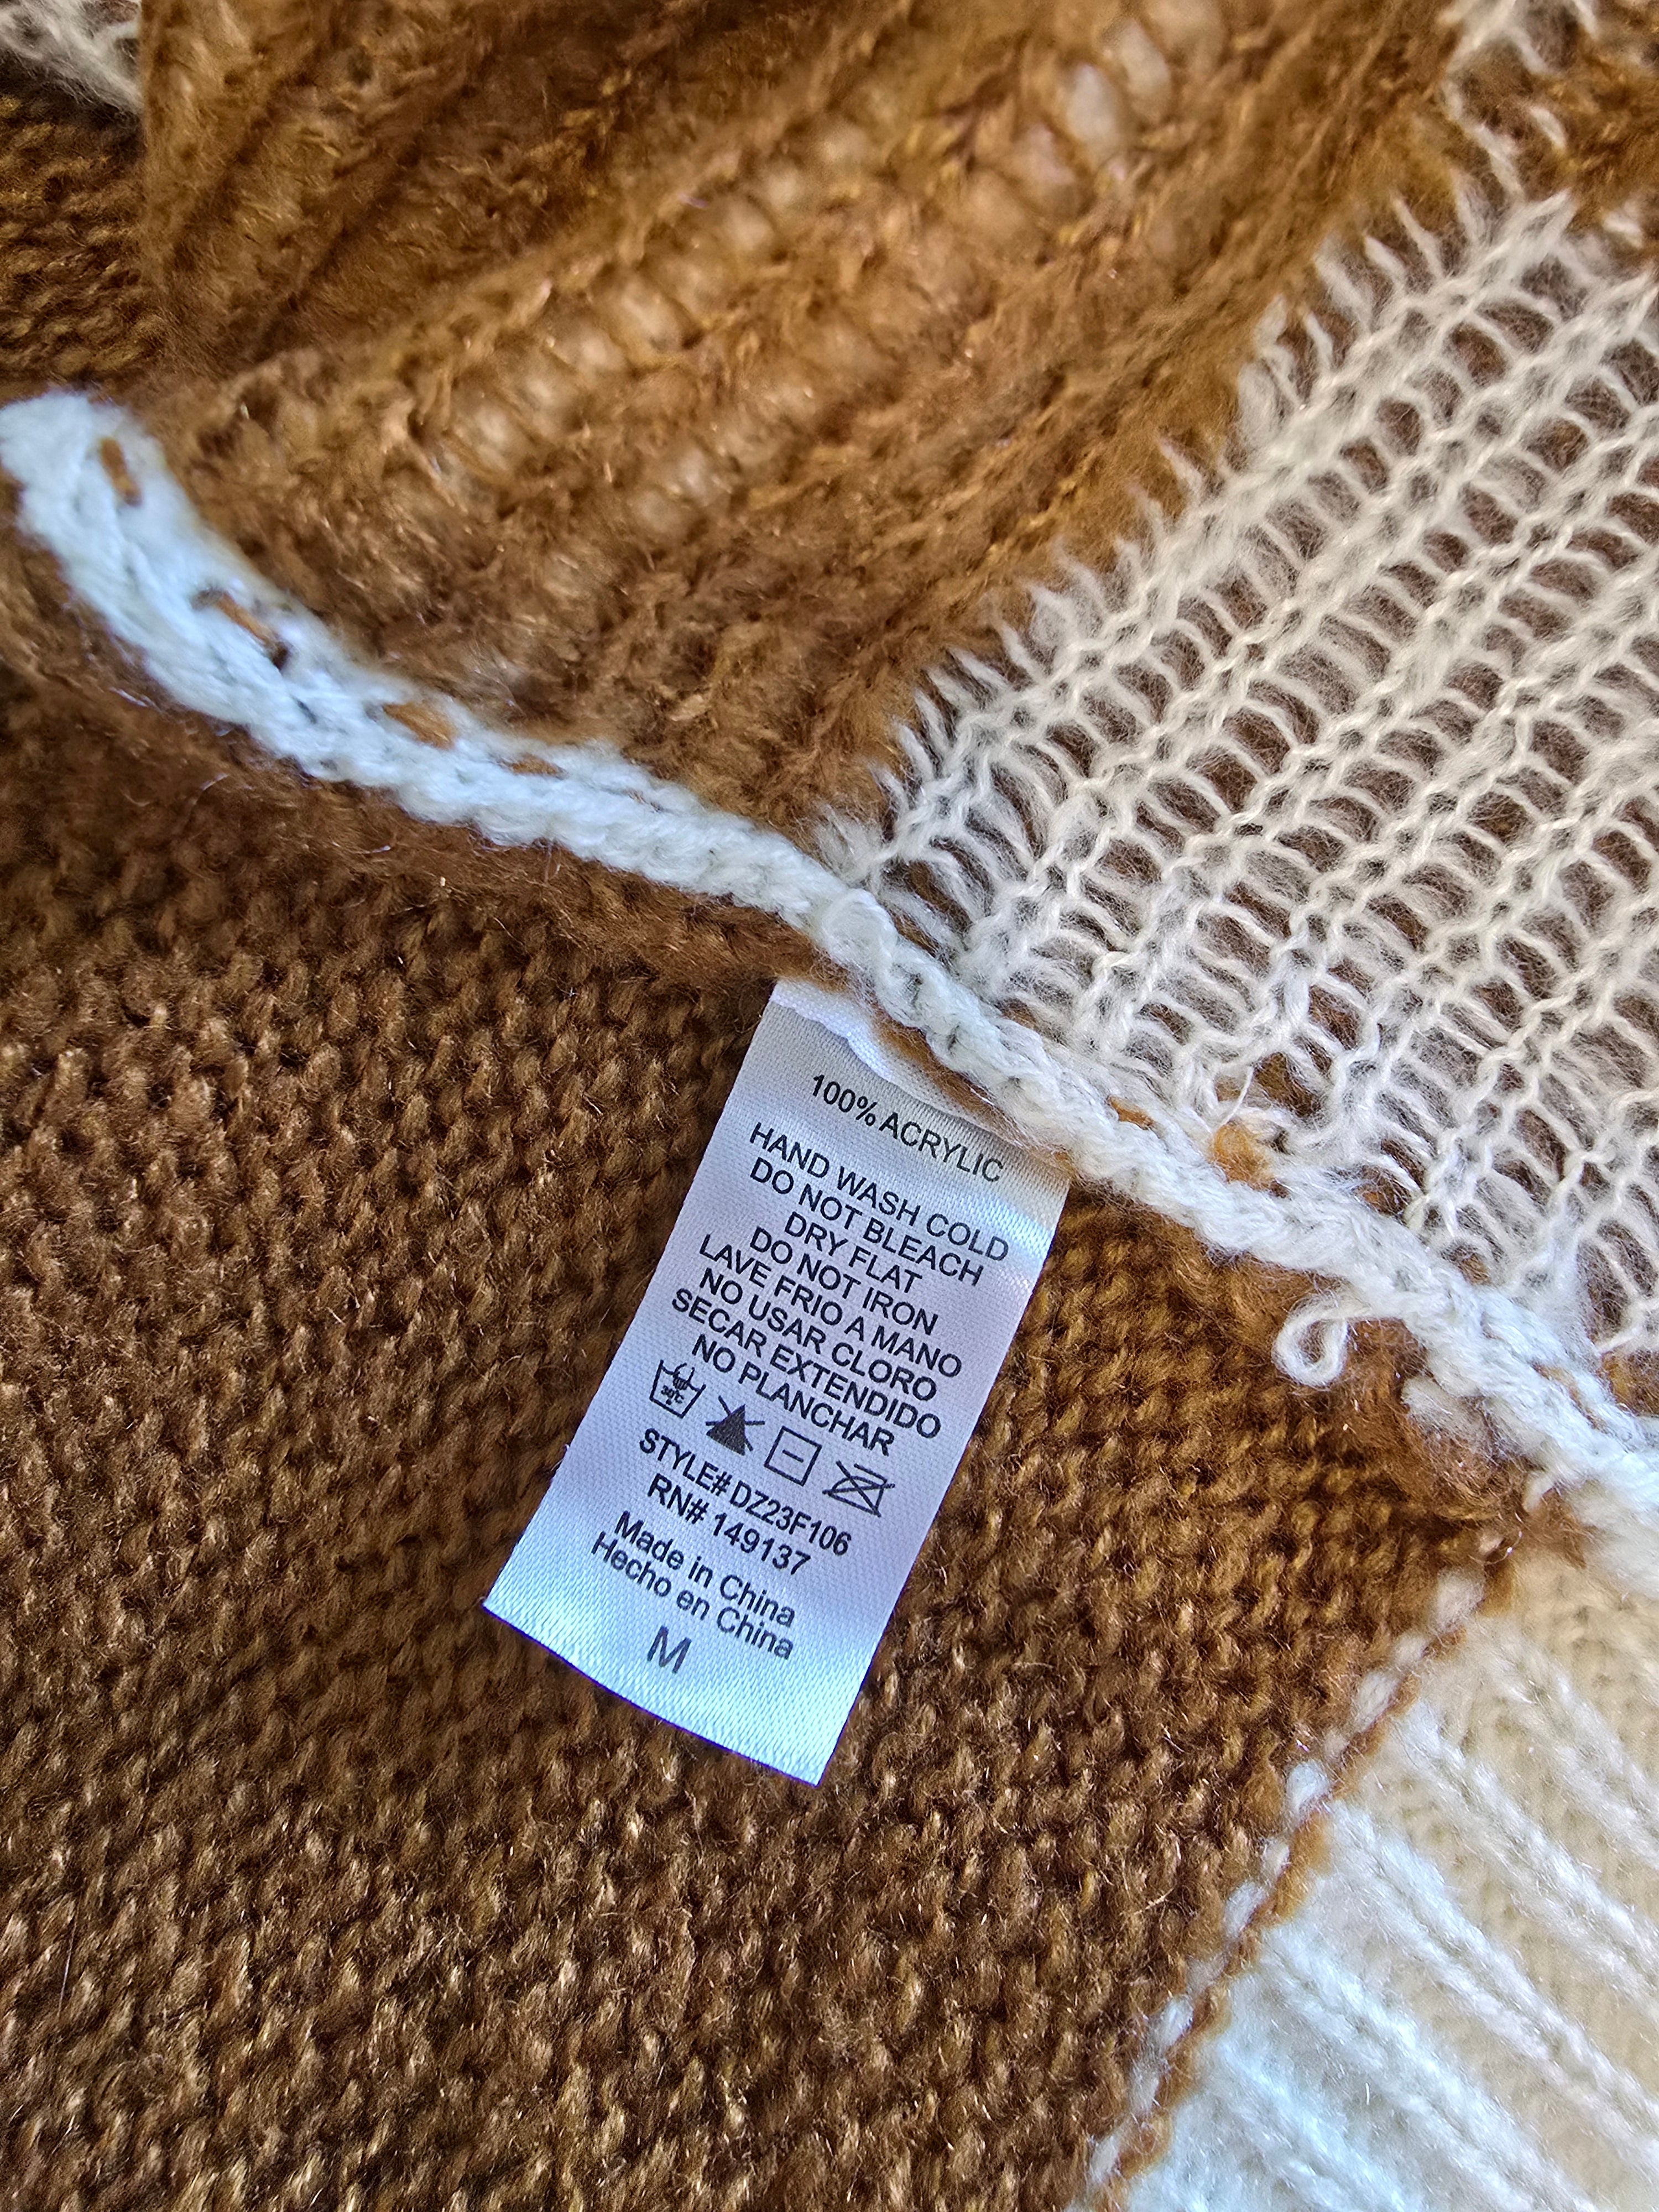 100% ACRYLIC
HAND WASH COLD
DO NOT BLEACH
DRY FLAT
DO NOT IRON
LAVE FRIO A MANO
NO USAR CLORO
SECAR EXTENDIDO
NO PLANCHAR
30°C
STYLE# DZ23F106
RN# 149137
Made in China
Hecho en China
M